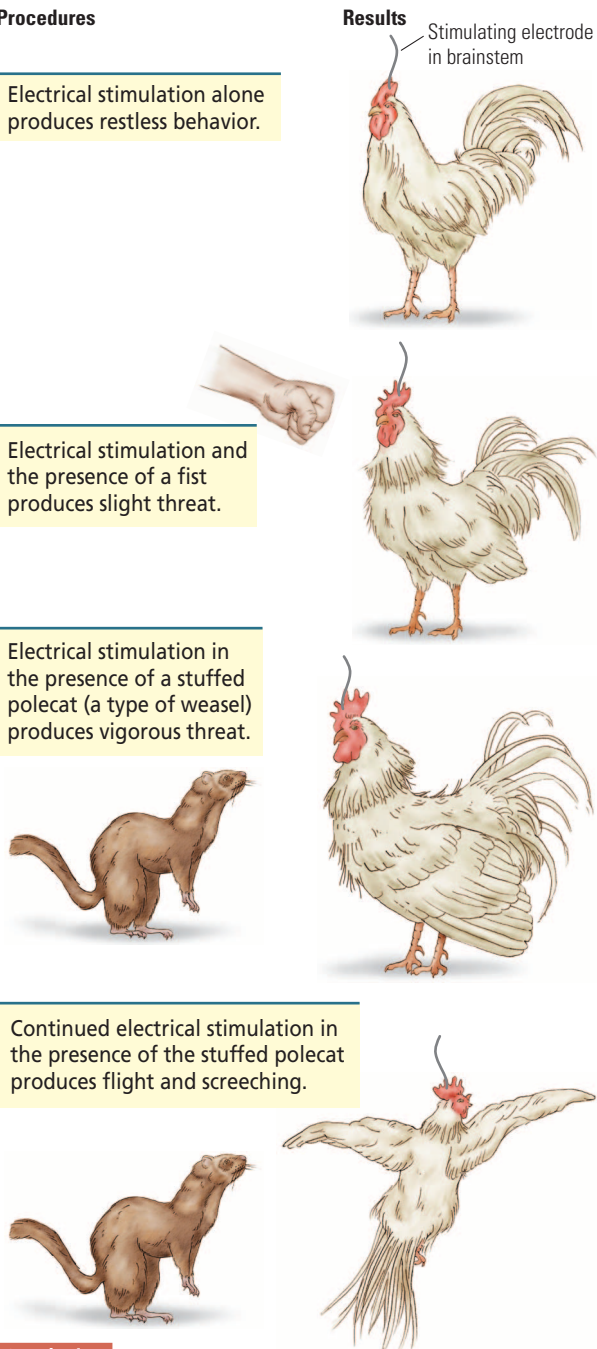 Procedures
Results
Stimulating electrode
in brainstem
Electrical stimulation alone
produces restless behavior.
Electrical stimulation and
the presence of a fist
produces slight threat.
Electrical stimulation in
the presence of a stuffed
polecat (a type of weasel)
produces vigorous threat.
Continued electrical stimulation in
the presence of the stuffed polecat
produces flight and screeching.